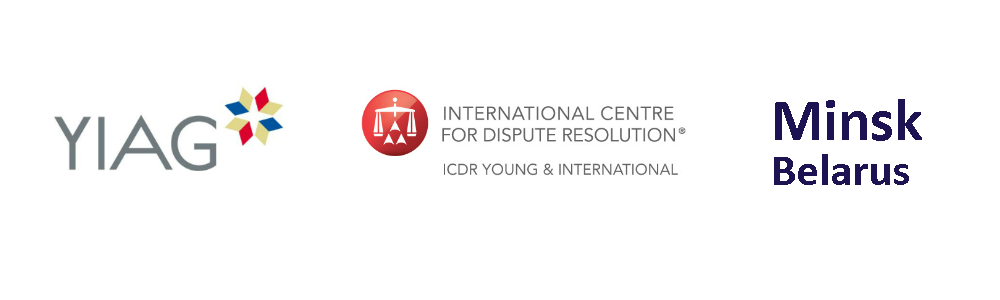 YIAG
INTERNATIONAL CENTRE
FOR DISPUTE RESOLUTION®
ICDR YOUNG & INTERNATIONAL
Minsk
Belarus